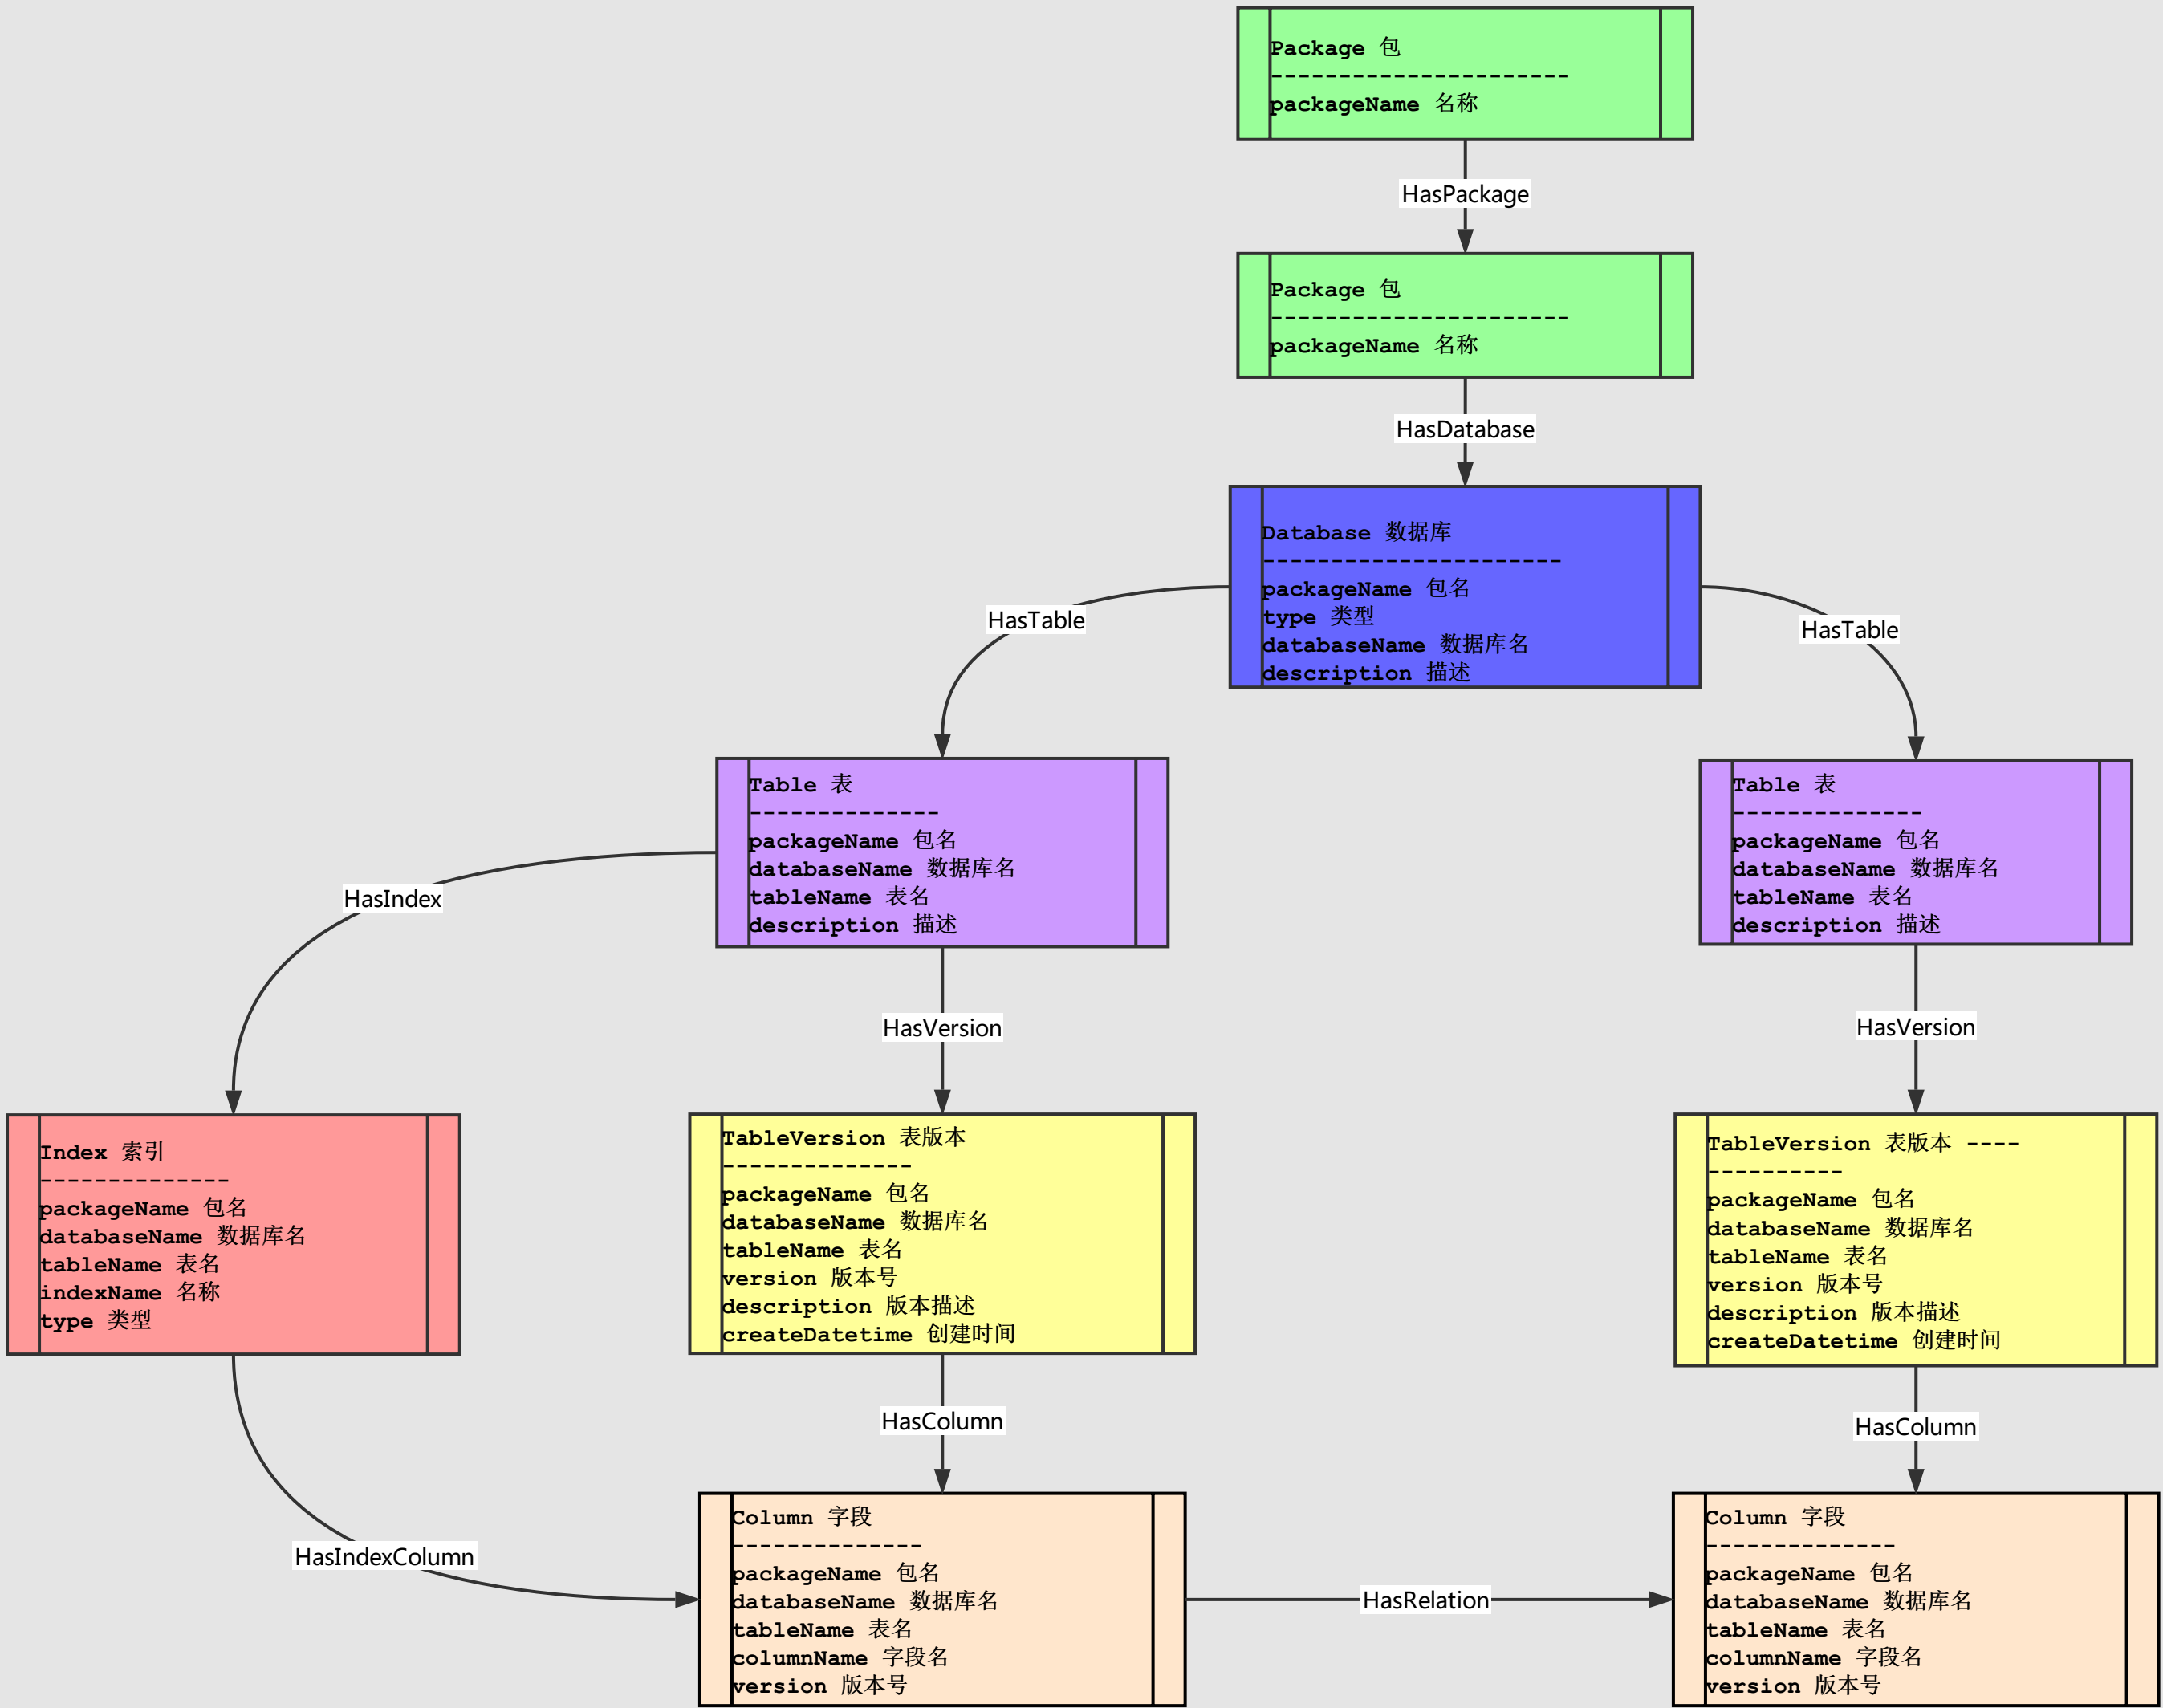 Package 包
----------------------
packageName 名称
HasPackage
Package 包
----------------------
packageName 名称
HasDatabase
Database 数据库
----------------------
packageName 包名
type 类型
databaseName 数据库名
description 描述
HasTable
HasTable
Table 表
--------------
packageName 包名
databaseName 数据库名
tableName 表名
description 描述
Table 表
--------------
packageName 包名
databaseName 数据库名
tableName 表名
description 描述
HasIndex
HasVersion
HasVersion
Index 索引
--------------
packageName 包名
databaseName 数据库名
tableName 表名
indexName 名称
type 类型
TableVersion 表版本
--------------
packageName 包名
databaseName 数据库名
tableName 表名
version 版本号
description 版本描述
createDatetime 创建时间
TableVersion 表版本 ----
----------
packageName 包名
databaseName 数据库名
tableName 表名
version 版本号
description 版本描述
createDatetime 创建时间
HasColumn
HasColumn
HasIndexColumn
Column 字段
--------------
packageName 包名
databaseName 数据库名
tableName 表名
columnName 字段名
version 版本号
HasRelation
Column 字段
--------------
packageName 包名
databaseName 数据库名
tableName 表名
columnName 字段名
version 版本号